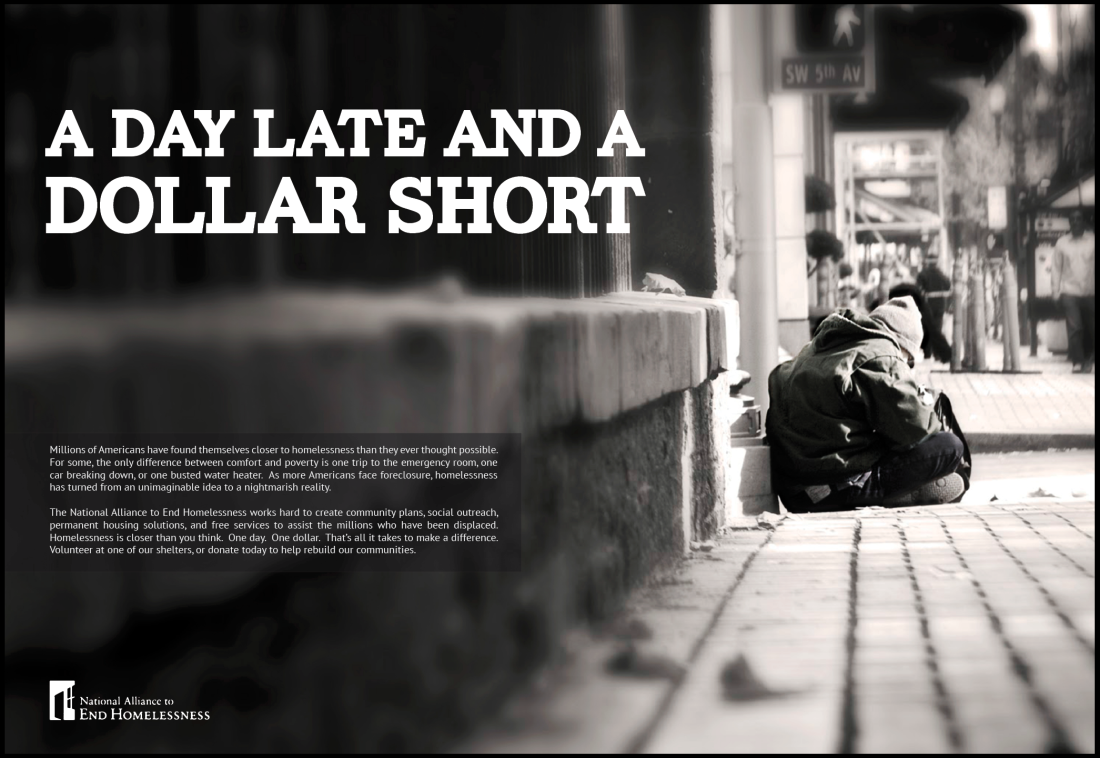 SW 5th AV
A DAY LATE AND A
DOLLAR SHORT
Millions of Americans have found themselves closer to homelessness than they ever thought possible.
For some, the only difference between comfort and poverty is one trip to the emergency room, one
car breaking down, or one busted water heater.  As more Americans face foreclosure, homelessness
has turned from an unimaginable idea to a nightmarish reality.
The National Alliance to End Homelessness works hard to create community plans, social outreach,
permanent housing solutions, and free services to assist the millions who have been displaced.
Homelessness is closer than you think.  One day.  One dollar.  That's all it takes to make a difference.
Volunteer at one of our shelters, or donate today to help rebuild our communities.
National Alliance to
END HOMELESSNESS